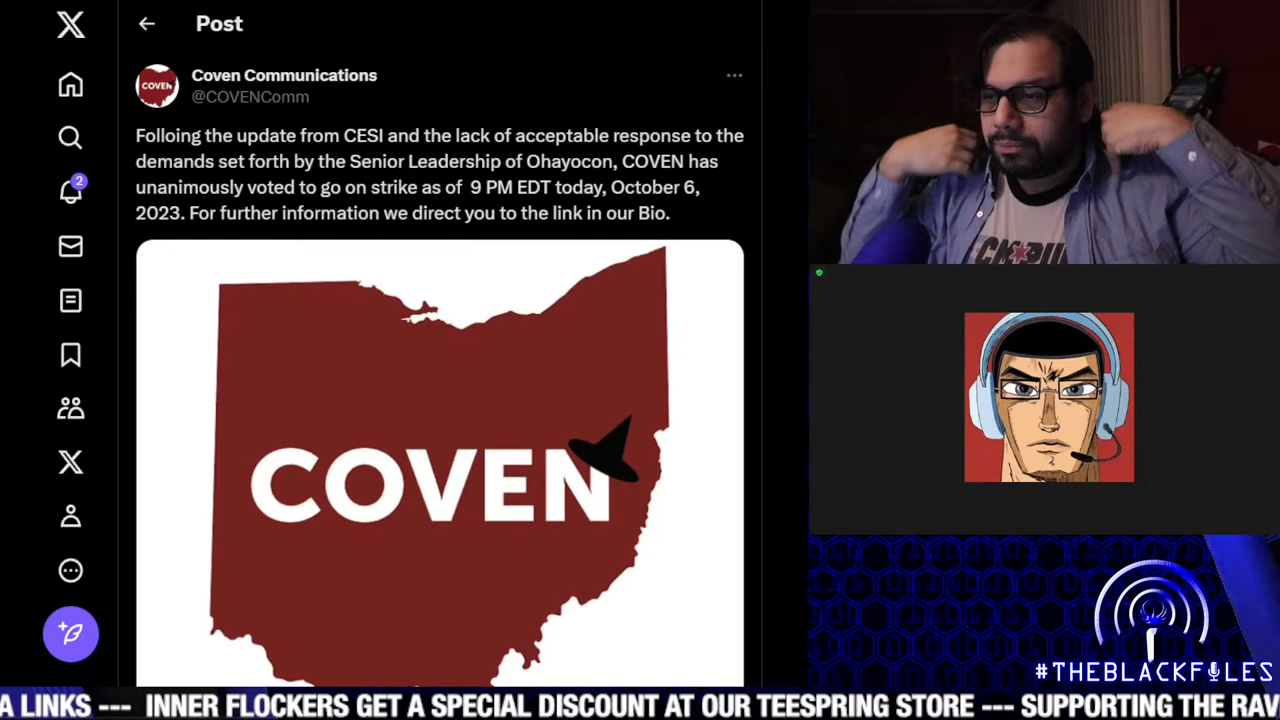 Post
Coven Communications
@COVENComm
COVEN
Folloing the update from CESI and the lack of acceptable response to the
demands set forth by the Senior Leadership of Ohayocon, COVEN has
unanimously voted to go on strike as of 9 PM EDT today, October 6,
2023. For further information we direct you to the link in our Bio.
2
COVEN
#THEBLACKFILES
A LINKS --- INNER FLOCKERS GET A SPECIAL DISCOUNT AT OUR TEESPRING STORE --- SUPPORTING THE RAV